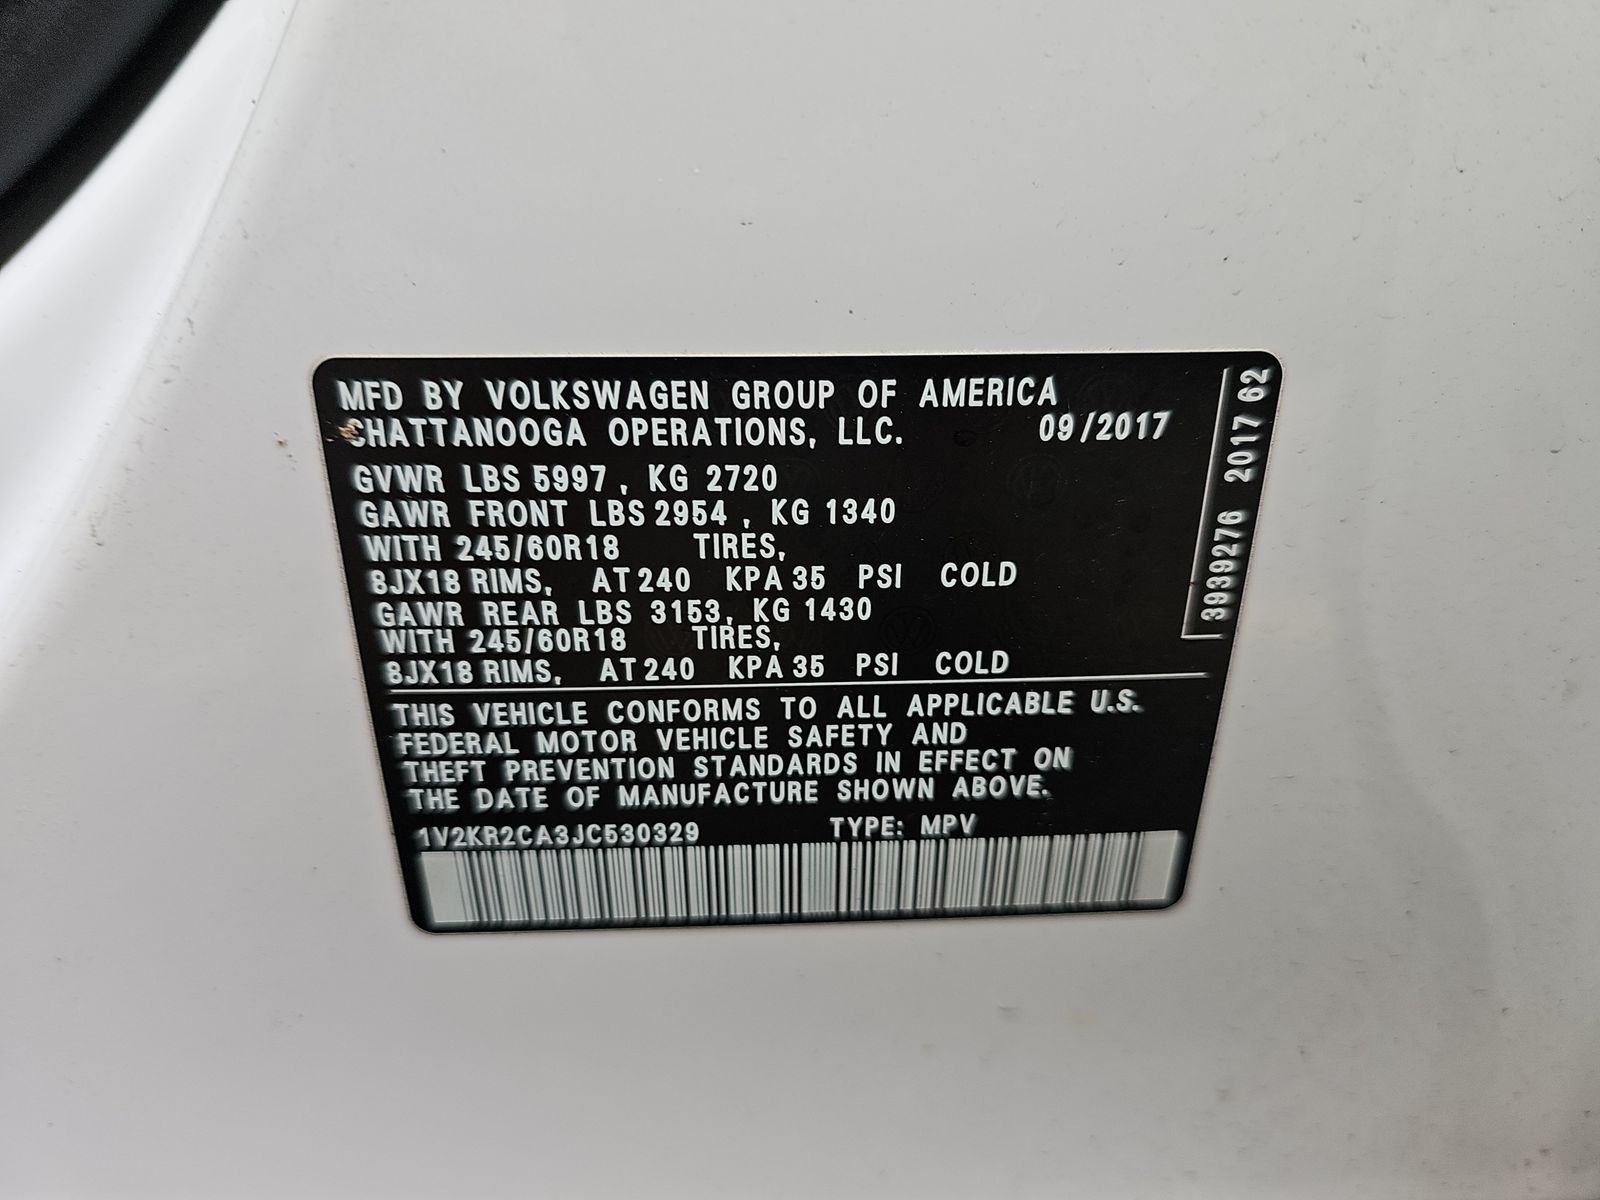 MFD BY VOLKSWAGEN GROUP OF AMERICA
CHATTANOOGA OPERATIONS, LLC. 09/2017
GVWR LBS 5997, KG 2720
GAWR FRONT LBS 2954, KG 1340
WITH 245/60R18 TIRES,
8JX18 RIMS, AT 240 KPA 35 PSI COLD
GAWR REAR LBS 3153, KG 1430
WITH 245/60R18 TIRES,
8JX18 RIMS, AT 240 KPA 35 PSI COLD
THIS VEHICLE CONFORMS TO ALL APPLICABLE U.S.
FEDERAL MOTOR VEHICLE SAFETY AND
THEFT PREVENTION STANDARDS IN EFFECT ON
THE DATE OF MANUFACTURE SHOWN ABOVE.
1V2KR2CA3JC530329 TYPE: MPV
3939276 2017 62